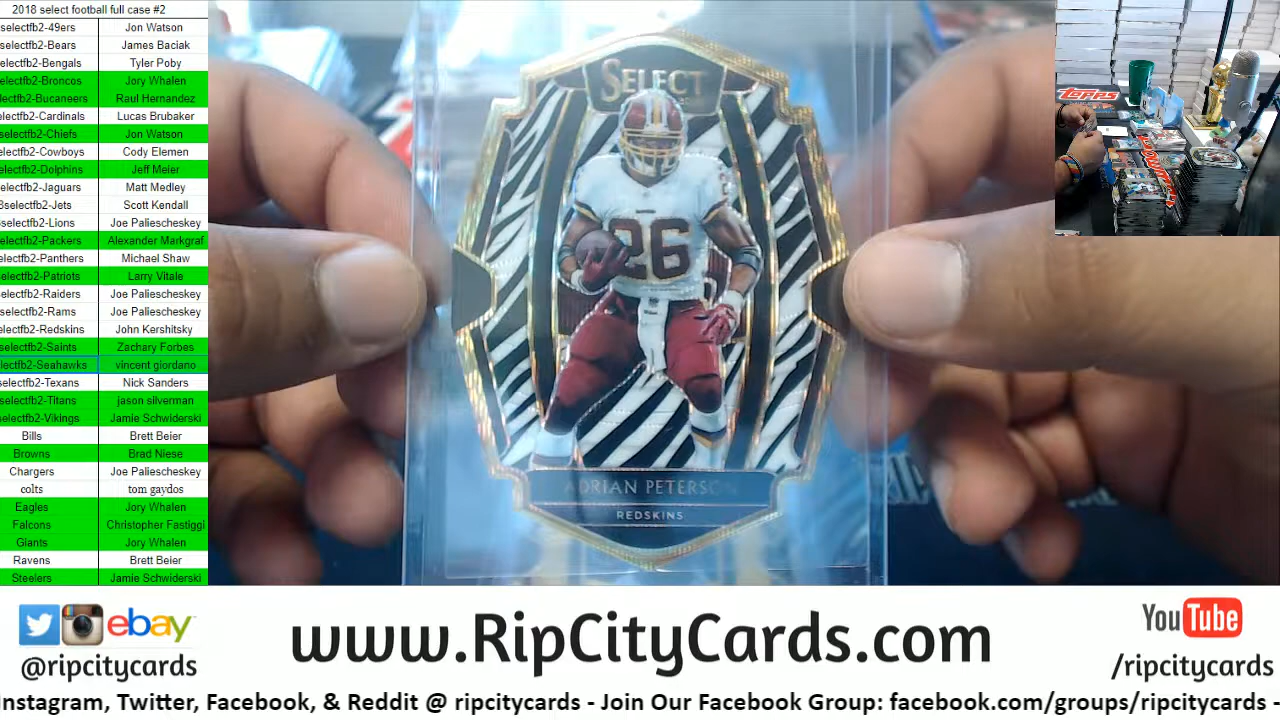 2018 select football full case #2
selectfb2-49ers Jon Watson
selectfb2-Bears James Baciak
selectfb2-Bengals Tyler Poby
electfb2-Broncos Jory Whalen
ectfb2-Bucaneers Raul Hernandez
ectfb2-Cardinals Lucas Brubaker
selectfb2-Chiefs Jon Watson
electfb2-Cowboys Cody Elemen
electfb2-Dolphins Jeff Meier
electfb2-Jaguars Matt Medley
8select fb2-Jets Scott Kendall
8selectfb2-Lions Joe Paliescheskey
electfb2-Packers Alexander Markgraf
electfb2-Panthers Michael Shaw
electfb2-Patriots Larry Vitale
electfb2-Raiders Joe Paliescheskey
selectfb2-Rams Joe Paliescheskey
electfb2-Redskins John Kershitsky
selectfb2-Saints Zachary Forbes
ectfb2-Seahawks vincent giordano
selectfb2-Texans Nick Sanders
selectfb2-Titans jason silverman
selectfb2-Vikings Jamie Schwiderski
Bills Brett Beier
Browns Brad Niese
Chargers Joe Paliescheskey
colts tom gaydos
Eagles Jory Whalen
Falcons Christopher Fastiggi
Giants Jory Whalen
Ravens Brett Beier
Steelers Jamie Schwiderski
SELECT
26
ADRIAN PETERSON
REDSKINS
TOPPS
ebay
@ripcitycards
www.RipCityCards.com
YouTube
/ripcitycards
Instagram, Twitter, Facebook, & Reddit @ ripcitycards - Join Our Facebook Group: facebook.com/groups/ripcitycards -